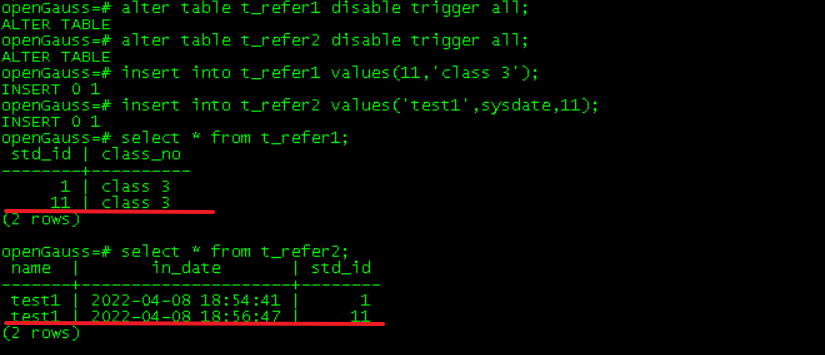 openGauss=# alter table t_refer1 disable trigger all;
ALTER TABLE
openGauss=# alter table t_refer2 disable trigger all;
ALTER TABLE
openGauss=# insert into t_refer1 values(11,'class 3');
INSERT 0 1
openGauss=# insert into t_refer2 values('test1',sysdate,11);
INSERT 0 1
openGauss=# select * from t_refer1;
 std_id | class_no
--------+----------
      1 | class 3
     11 | class 3
(2 rows)

openGauss=# select * from t_refer2;
 name  |       in_date       | std_id
-------+---------------------+--------
 test1 | 2022-04-08 18:54:41 |      1
 test1 | 2022-04-08 18:56:47 |     11
(2 rows)